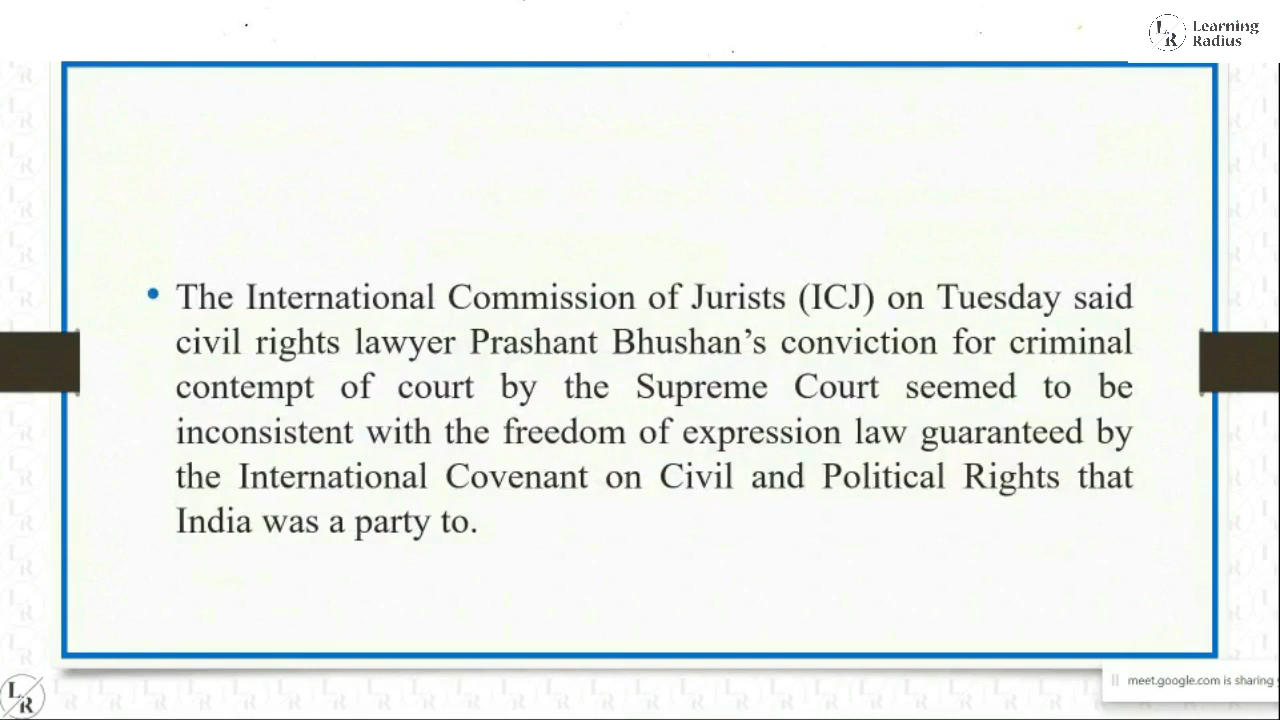 Learning
Radius
The International Commission of Jurists (ICJ) on Tuesday said
civil rights lawyer Prashant Bhushan's conviction for criminal
contempt of court by the Supreme Court seemed to be
inconsistent with the freedom of expression law guaranteed by
the International Covenant on Civil and Political Rights that
India was a party to.
meet.google.com is sharing
LR